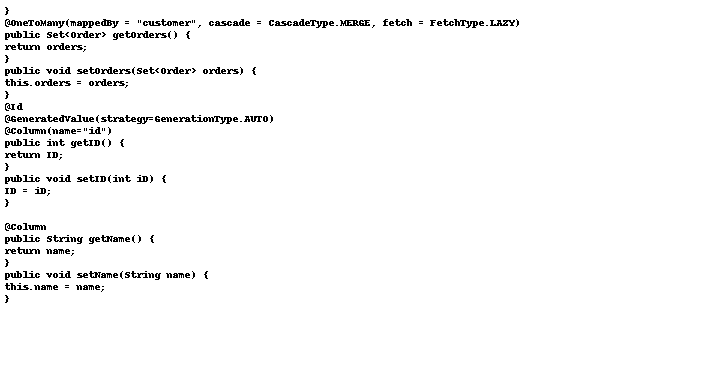 }
@OneToMany(mappedBy = "customer", cascade = CascadeType.MERGE, fetch = FetchType.LAZY)
public Set<Order> getOrders() {
return orders;
}
public void setOrders(Set<Order> orders) {
this.orders = orders;
}
@Id
@GeneratedValue(strategy=GenerationType.AUTO)
@Column(name="id")
public int getID() {
return ID;
}
public void setID(int iD) {
ID = iD;
}
@Column
public String getName() {
return name;
}
public void setName(String name) {
this.name = name;
}